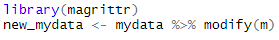 library(magrittr)
new_mydata <- mydata %>% modify(m)